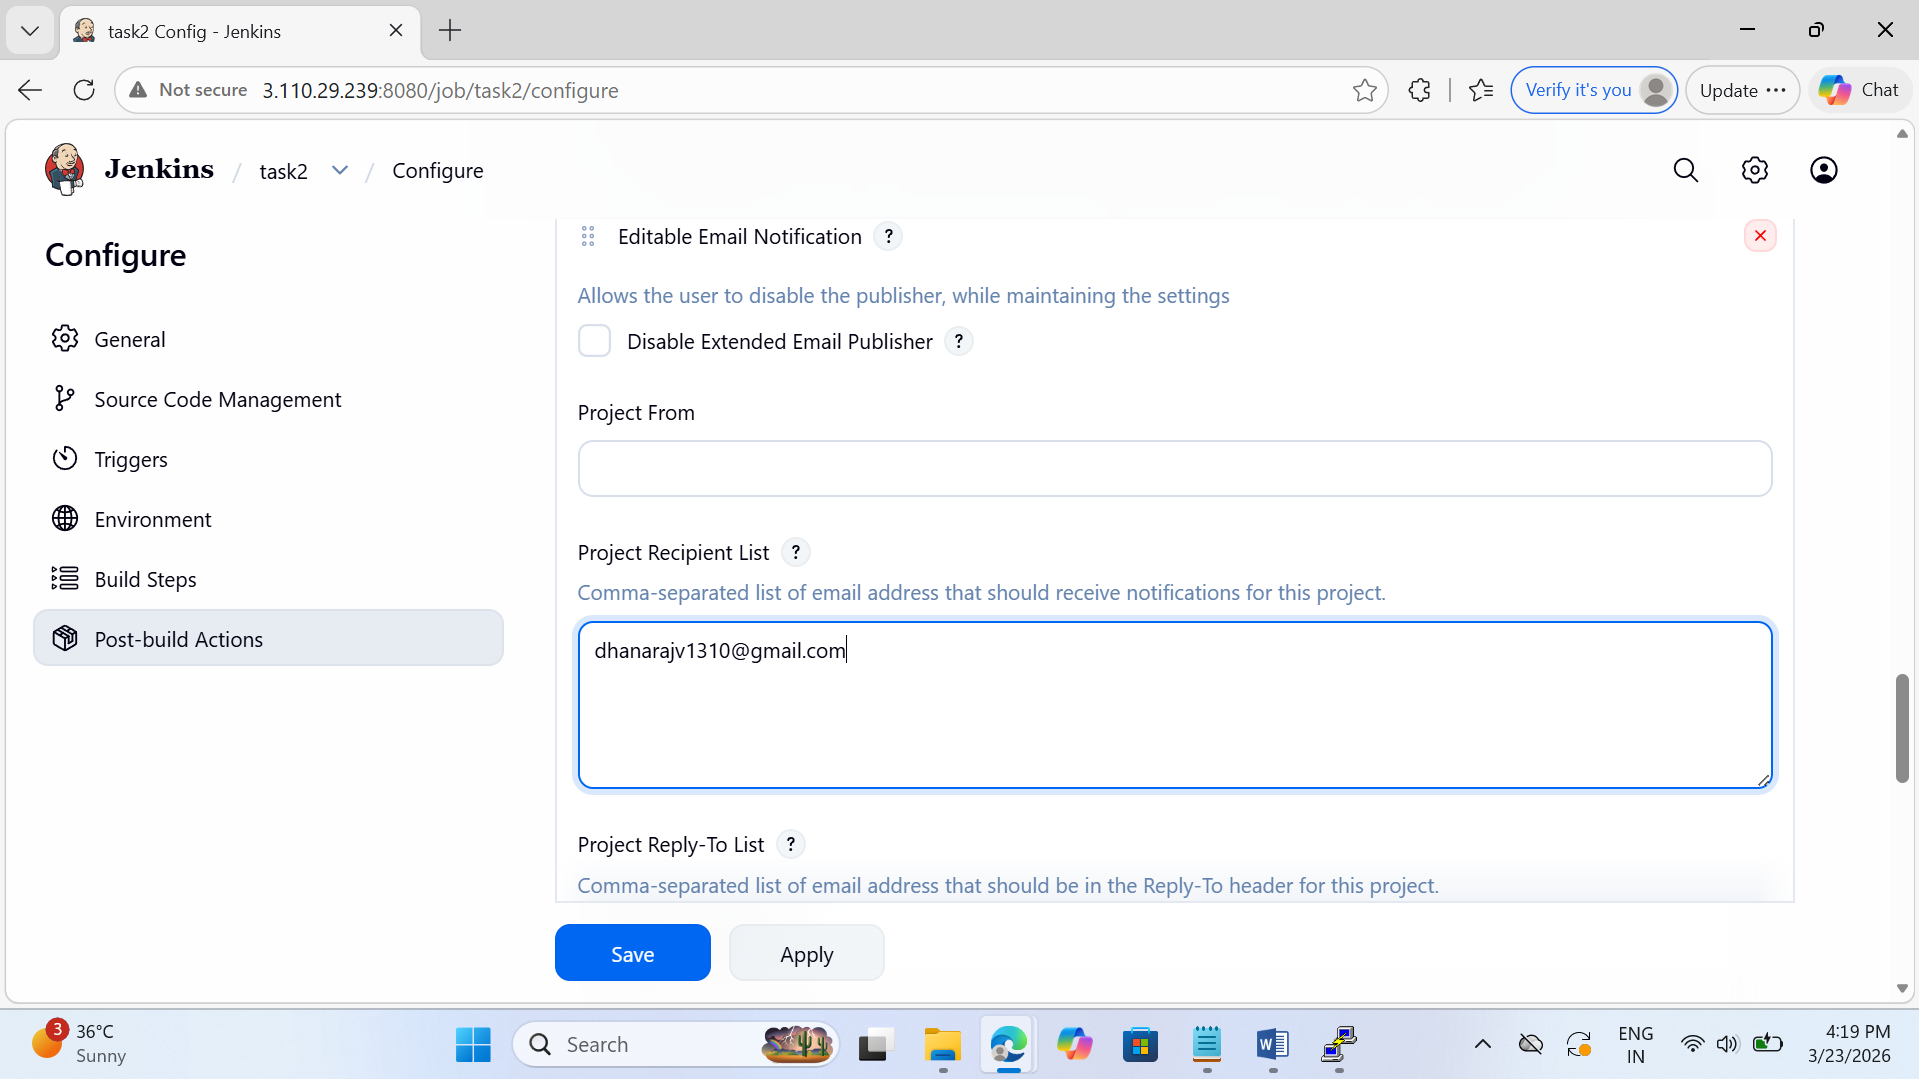 task2 Config - Jenkins
Not secure 3.110.29.239:8080/job/task2/configure
Verify it's you
Update
Chat
Jenkins / task2 / Configure
Configure
General
Source Code Management
Triggers
Environment
Build Steps
Post-build Actions
Editable Email Notification ?
Allows the user to disable the publisher, while maintaining the settings
Disable Extended Email Publisher ?
Project From
Project Recipient List ?
Comma-separated list of email address that should receive notifications for this project.
dhanarajv1310@gmail.com
Project Reply-To List ?
Comma-separated list of email address that should be in the Reply-To header for this project.
Save
Apply
3
36°C
Sunny
Search
ENG
IN
4:19 PM
3/23/2026